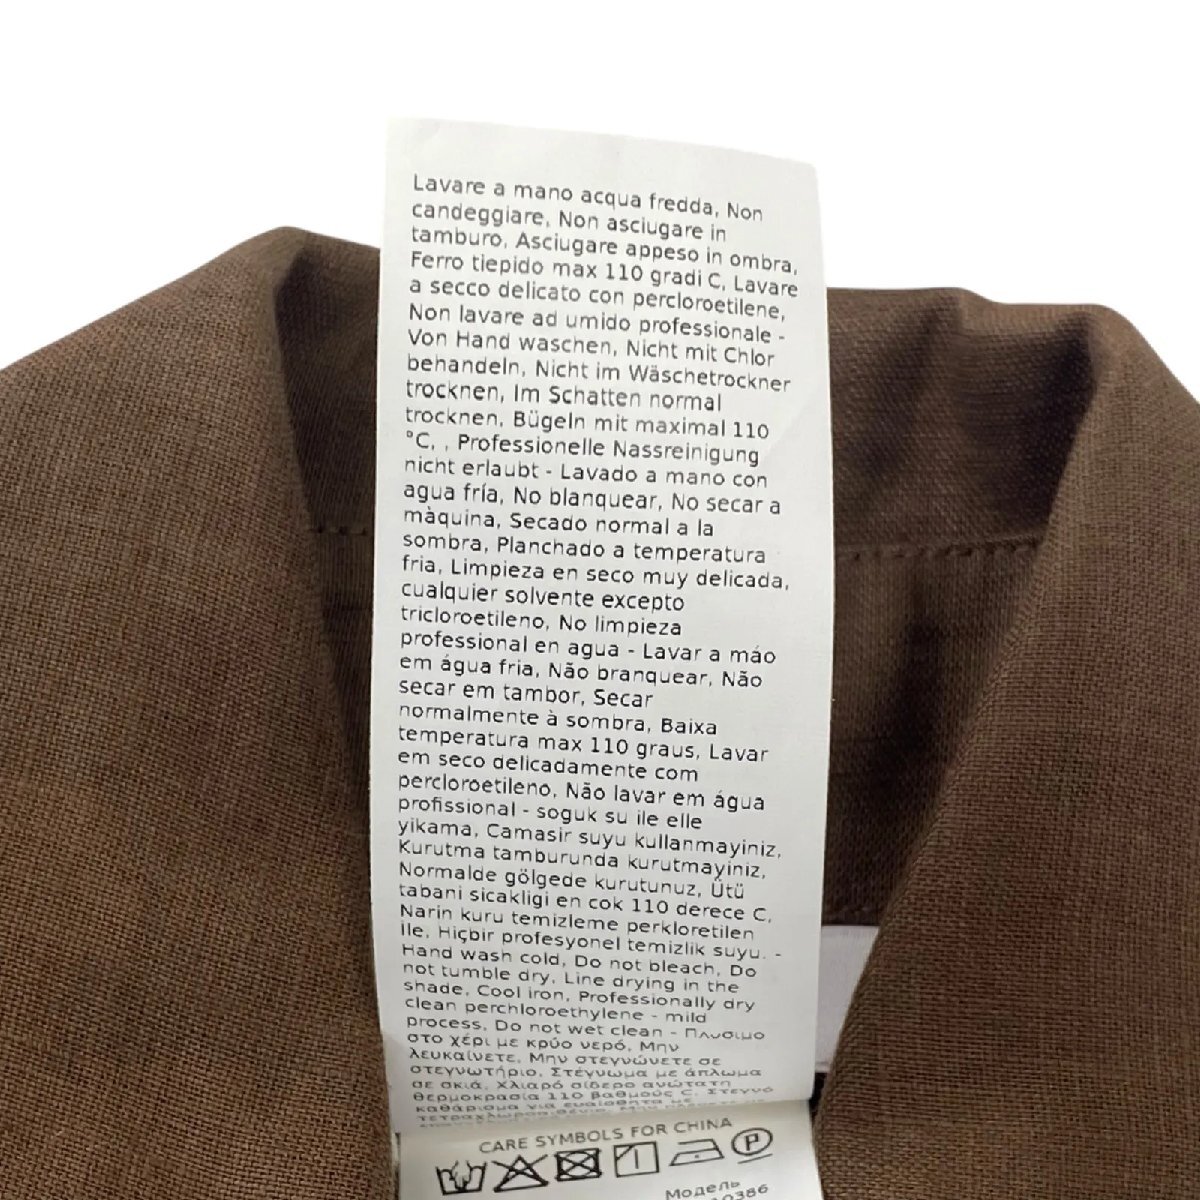 Lavare a mano acqua fredda, Non
candeggiare, Non asciugare in
tamburo, Asciugare appeso in ombra,
Ferro tiepido max 110 gradi C, Lavare
a secco delicato con percloroetilene,
Non lavare ad umido professionale -
Von Hand waschen, Nicht mit Chlor
behandeln, Nicht im Wäschetrockner
trocknen, Im Schatten normal
trocknen, Bügeln mit maximal 110
°C, , Professionelle Nassreinigung
nicht erlaubt - Lavado a mano con
agua fría, No blanquear, No secar a
màquina, Secado normal a la
sombra, Planchado a temperatura
fria, Limpieza en seco muy delicada,
cualquier solvente excepto
tricloroetileno, No limpieza
professional en agua - Lavar a máo
em água fria, Não branquear, Não
secar em tambor, Secar
normalmente à sombra, Baixa
temperatura max 110 graus, Lavar
em seco delicadamente com
percloroetileno, Não lavar em água
profissional - soguk su ile elle
yikama, Camasir suyu kullanmayiniz,
Kurutma tamburunda kurutmayiniz,
Normalde gölgede kurutunuz, Ütü
tabani sicakligi en cok 110 derece C,
Narin kuru temizleme perkloretilen
ile, Hiçbir profesyonel temizlik suyu. -
Hand wash cold, Do not bleach, Do
not tumble dry, Line drying in the
shade, Cool iron, Professionally dry
clean perchloroethylene - mild
process, Do not wet clean - Πλυσιμο
στο χέρι με κρύο νερό, Μην
λευκαίνετε, Μην στεγνώνετε σε
στεγνωτήριο, Στέγνωμα με άπλωμα
σε σκιά, Χλιαρό σίδερο ανώτατη
θερμοκρασία 110 βαθμούς C, Στεγνό
καθάρισμα για ευαίσθητα με
CARE SYMBOLS FOR CHINA
P
Модель
0386